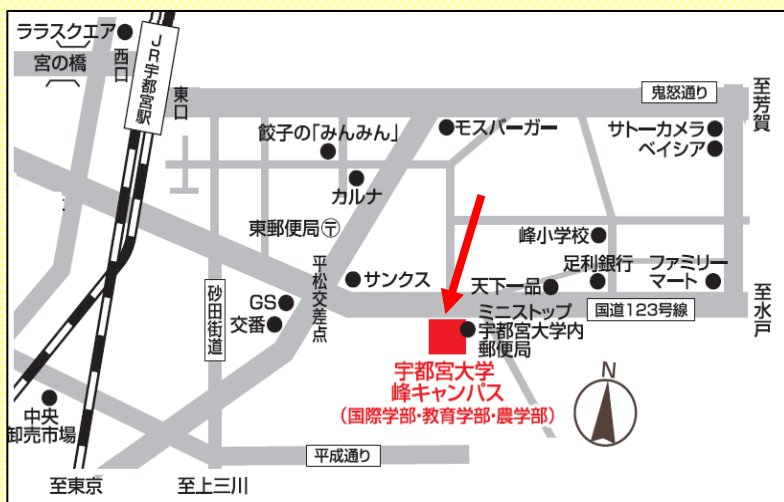 ララスクエア
宮の橋
西口
JR宇都宮駅
東口
鬼怒通り
至芳賀
餃子の「みんみん」
モスバーガー
サトーカメラ
ベイシア
カルナ
東郵便局〒
峰小学校
平松交差点
サンクス
天下一品
足利銀行
ファミリー
マート
至水戸
砂田街道
GS
交番
国道123号線
ミニストップ
宇都宮大学内
郵便局
宇都宮大学
峰キャンパス
(国際学部・教育学部・農学部)
N
中央
卸売市場
平成通り
至東京
至上三川